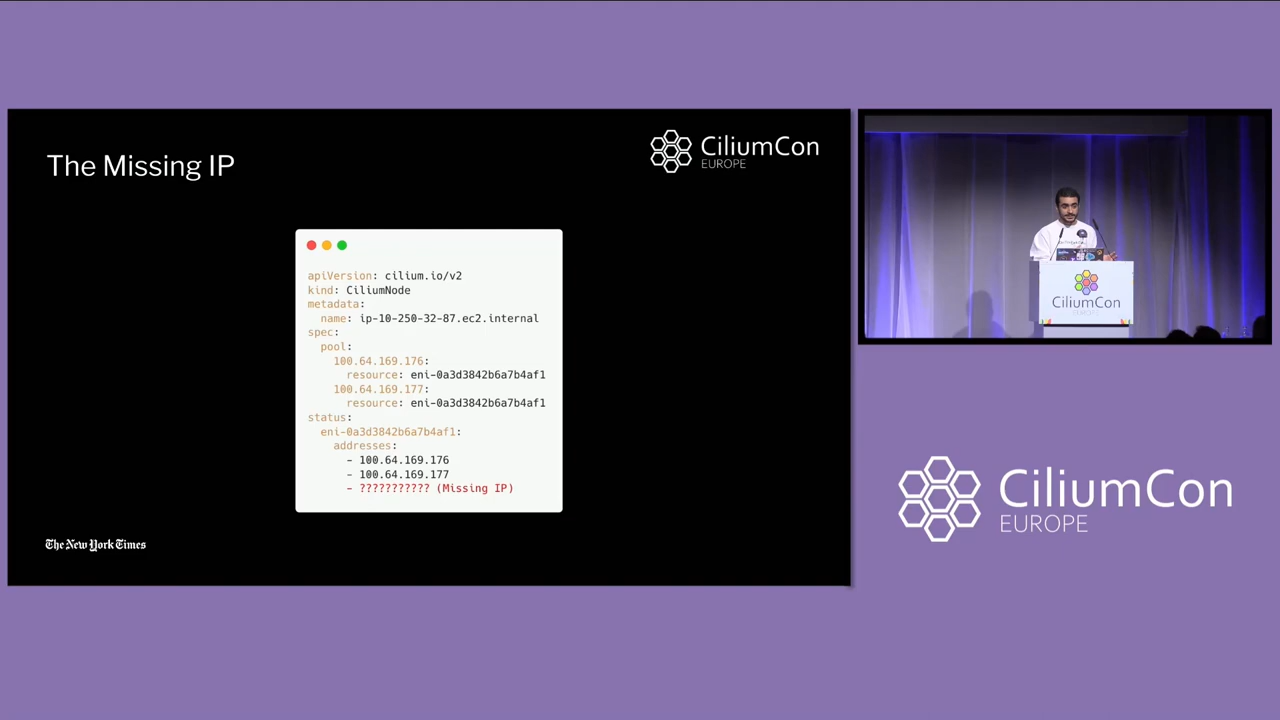 The Missing IP
CiliumCon
EUROPE
apiVersion: cilium.io/v2
kind: CiliumNode
metadata:
  name: ip-10-250-32-87.ec2.internal
spec:
  pool:
    100.64.169.176:
      resource: eni-0a3d3842b6a7b4af1
    100.64.169.177:
      resource: eni-0a3d3842b6a7b4af1
status:
  eni-0a3d3842b6a7b4af1:
    addresses:
      - 100.64.169.176
      - 100.64.169.177
      - ??????????? (Missing IP)
The New York Times
CiliumCon
EUROPE
CiliumCon
EUROPE